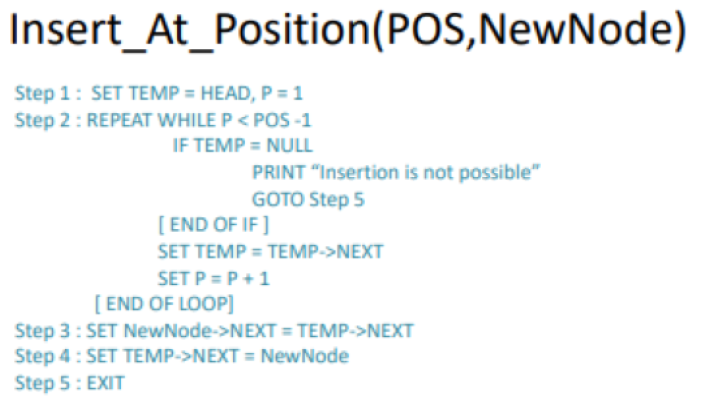 Insert_At_Position(POS,NewNode)
Step 1 :  SET TEMP = HEAD, P = 1
Step 2 : REPEAT WHILE P < POS -1
IF TEMP = NULL
PRINT “Insertion is not possible”
GOTO Step 5
[ END OF IF ]
SET TEMP = TEMP->NEXT
SET P = P + 1
[ END OF LOOP]
Step 3 : SET NewNode->NEXT = TEMP->NEXT
Step 4 : SET TEMP->NEXT = NewNode
Step 5 : EXIT